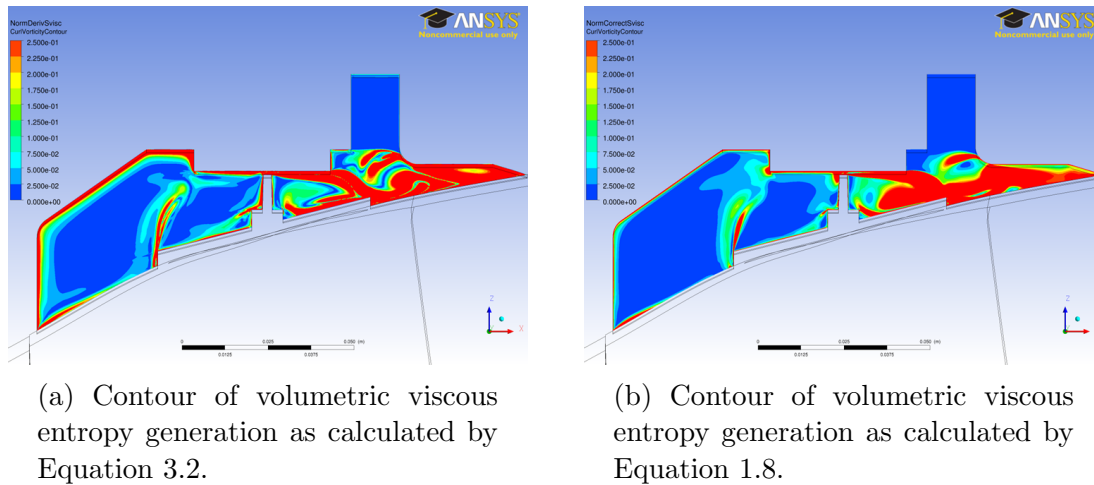 NormDerivSvisc
CurlVorticityContour
2.500e-01
2.250e-01
2.000e-01
1.750e-01
1.500e-01
1.250e-01
1.000e-01
7.500e-02
5.000e-02
2.500e-02
0.000e+00
ANSYS
Noncommercial use only
Z
X
0 0.025 0.050 (m)
0.0125 0.0375
(a) Contour of volumetric viscous
entropy generation as calculated by
Equation 3.2.
NormCorrectSvisc
CurlVorticityContour
2.500e-01
2.250e-01
2.000e-01
1.750e-01
1.500e-01
1.250e-01
1.000e-01
7.500e-02
5.000e-02
2.500e-02
0.000e+00
ANSYS
Noncommercial use only
Z
X
0 0.025 0.050 (m)
0.0125 0.0375
(b) Contour of volumetric viscous
entropy generation as calculated by
Equation 1.8.